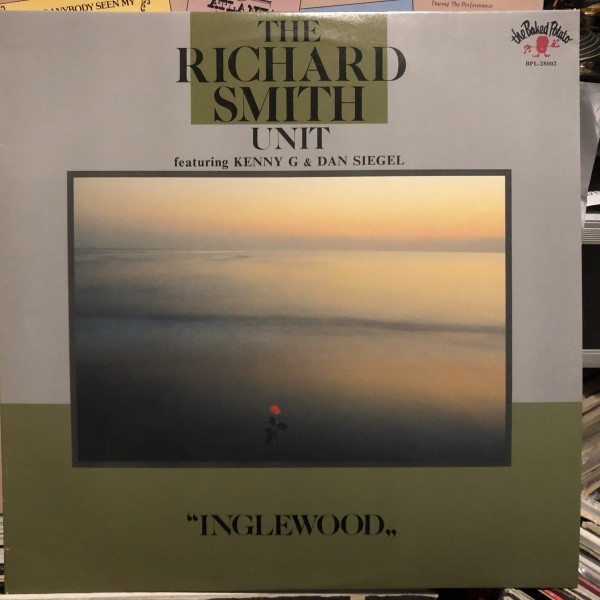 ANYBODY SEEN MY
During The Performance
THE
RICHARD
SMITH
UNIT
featuring KENNY G & DAN SIEGEL
the Baked Potato
BPL-28002
“INGLEWOOD„